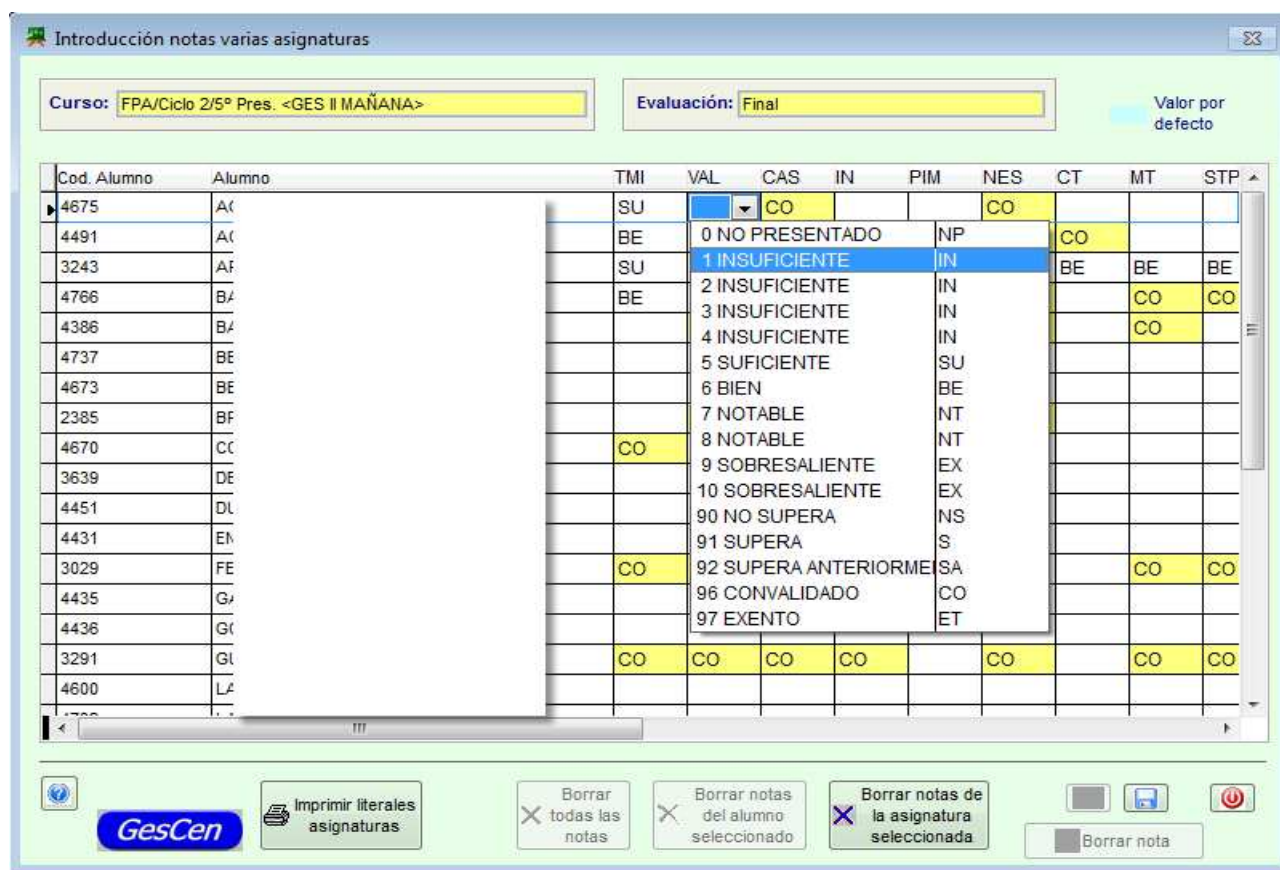 Introducción notas varias asignaturas
Curso: FPA/Ciclo 2/5º Pres. <GES II MAÑANA> Evaluación: Final Valor por
defecto
Cod. Alumno Alumno TMI VAL CAS IN PIM NES CT MT STP
4675 SU CO CO
4491 BE 0 NO PRESENTADO NP CO
3243 SU 1 INSUFICIENTE IN BE BE BE
4766 BE 2 INSUFICIENTE IN CO CO
3 INSUFICIENTE IN
4386 4 INSUFICIENTE IN CO
4737 BE 5 SUFICIENTE SU
4673 BE 6 BIEN BE
2385 7 NOTABLE NT
4670 CO 8 NOTABLE NT
3639 DE 9 SOBRESALIENTE EX
4451 10 SOBRESALIENTE EX
90 NO SUPERA NS
4431 91 SUPERA S
3029 FE CO 92 SUPERA ANTERIORME SA CO CO
4435 96 CONVALIDADO CO
4436 97 EXENTO ET
3291 CO CO CO CO CO CO CO
4600
Imprimir literales
asignaturas
Borrar
todas las
notas
Borrar notas
del alumno
seleccionado
Borrar notas de
la asignatura
seleccionada
Borrar nota
GesCen